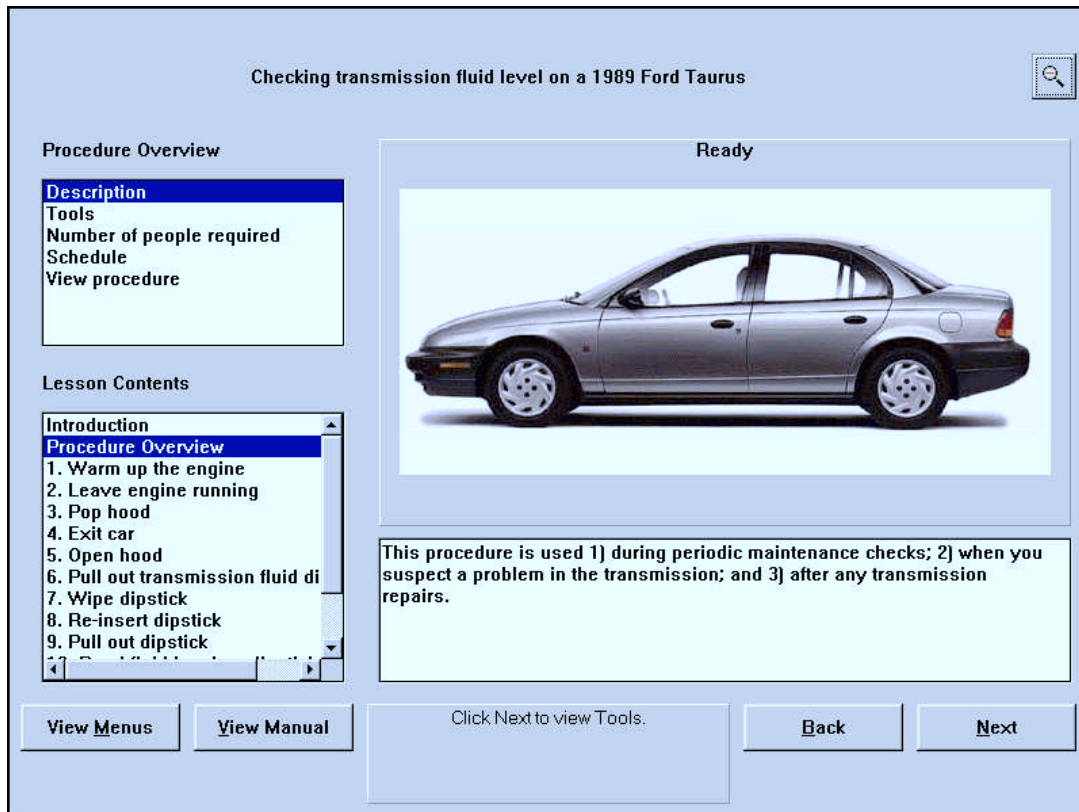 Checking transmission fluid level on a 1989 Ford Taurus
Procedure Overview
Description
Tools
Number of people required
Schedule
View procedure
Lesson Contents
Introduction
Procedure Overview
1. Warm up the engine
2. Leave engine running
3. Pop hood
4. Exit car
5. Open hood
6. Pull out transmission fluid di
7. Wipe dipstick
8. Re-insert dipstick
9. Pull out dipstick
Ready
This procedure is used 1) during periodic maintenance checks; 2) when you
suspect a problem in the transmission; and 3) after any transmission
repairs.
View Menus
View Manual
Click Next to view Tools.
Back
Next